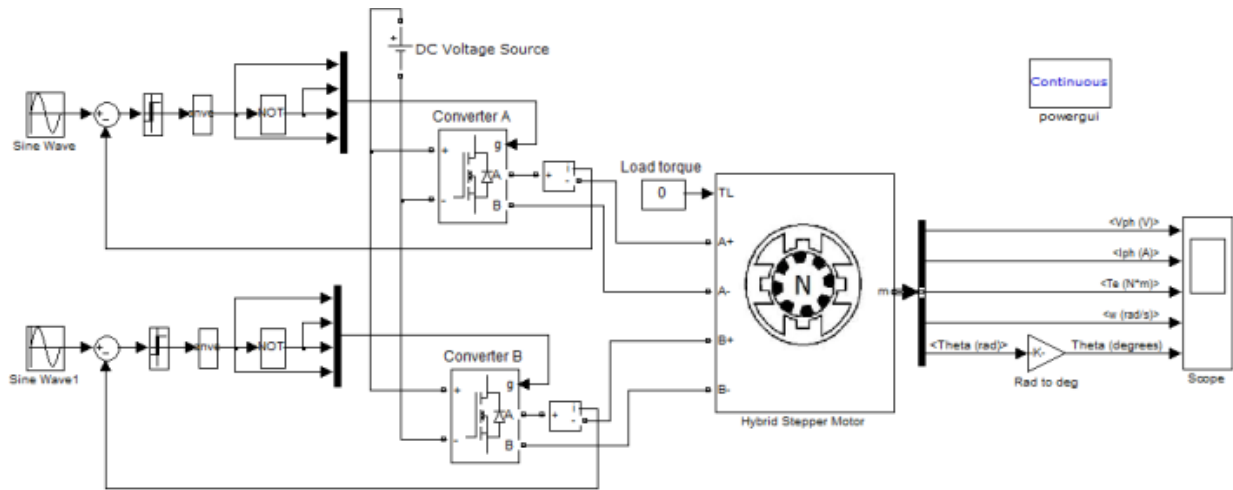 DC Voltage Source
Continuous
powergui
Sine Wave
NOT
Converter A
g
+
A
-
B
+
i
-
Load torque
0
TL
A+
A-
B+
B-
N
m
Hybrid Stepper Motor
<Vph (V)>
<Iph (A)>
<Te (N*m)>
<w (rad/s)>
<Theta (rad)>
-K-
Rad to deg
Theta (degrees)
Scope
Sine Wave1
NOT
Converter B
g
+
A
-
B
+
i
-